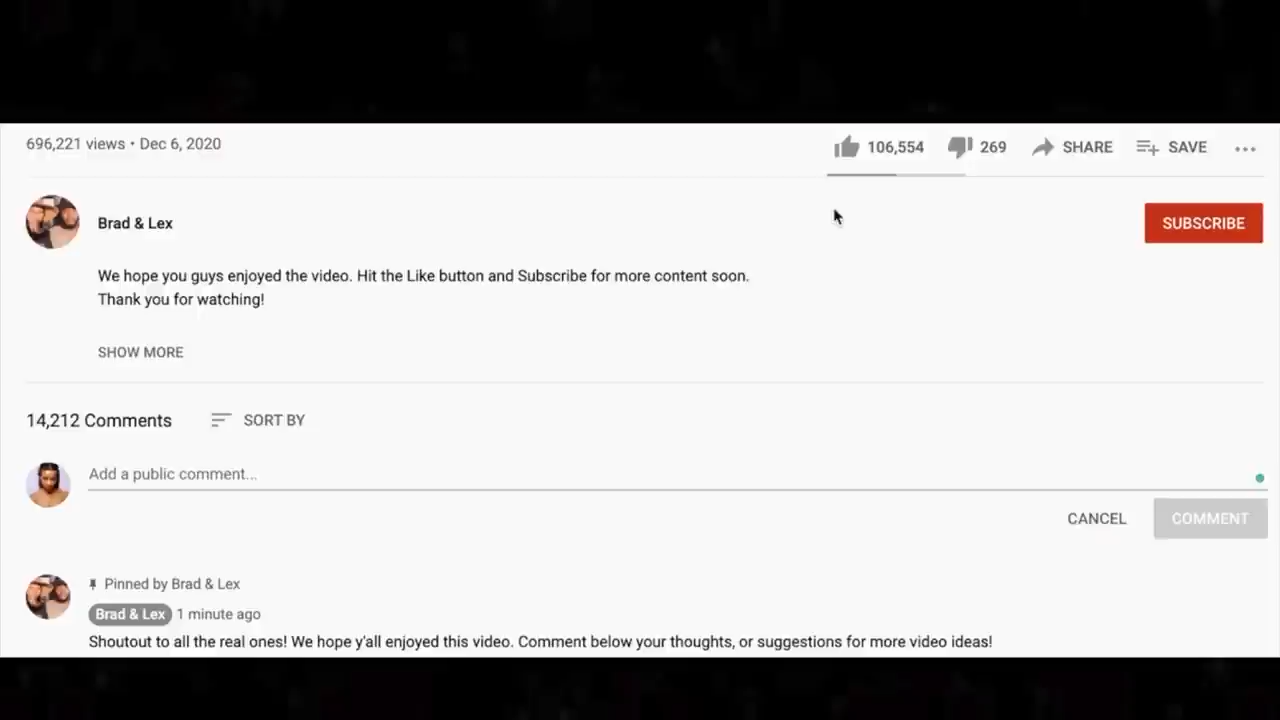 696,221 views • Dec 6, 2020
106,554
269
SHARE
SAVE
Brad & Lex
SUBSCRIBE
We hope you guys enjoyed the video. Hit the Like button and Subscribe for more content soon.
Thank you for watching!
SHOW MORE
14,212 Comments
SORT BY
Add a public comment...
CANCEL
COMMENT
Pinned by Brad & Lex
Brad & Lex 1 minute ago
Shoutout to all the real ones! We hope y'all enjoyed this video. Comment below your thoughts, or suggestions for more video ideas!